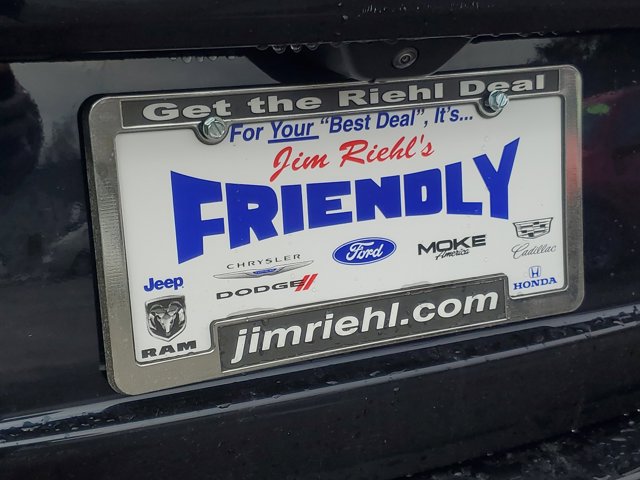 Get the Riehl Deal
For Your "Best Deal", It's...
Jim Riehl's
FRIENDLY
CHRYSLER
Ford
MOKE
America
Cadillac
Jeep
DODGE
HONDA
RAM
jimriehl.com